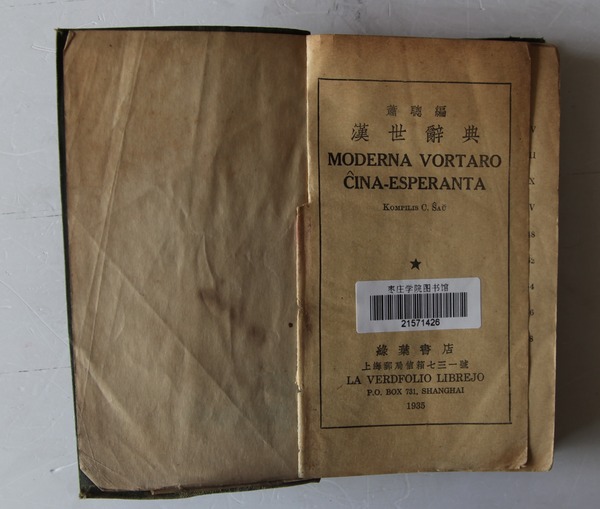 蕭聰編
漢世辭典
MODERNA VORTARO
ĈINA-ESPERANTA
KOMPILIS C. ŜAŬ
★
枣庄学院图书馆
21571426
綠葉書店
上海郵局信箱七三一號
LA VERDFOLIO LIBREJO
P.O. BOX 731, SHANGHAI
1935